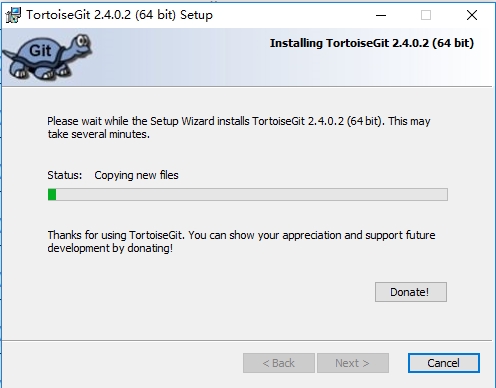 TortoiseGit 2.4.0.2 (64 bit) Setup
Git
Installing TortoiseGit 2.4.0.2 (64 bit)
Please wait while the Setup Wizard installs TortoiseGit 2.4.0.2 (64 bit). This may
take several minutes.
Status: Copying new files
Thanks for using TortoiseGit. You can show your appreciation and support future
development by donating!
Donate!
< Back Next > Cancel